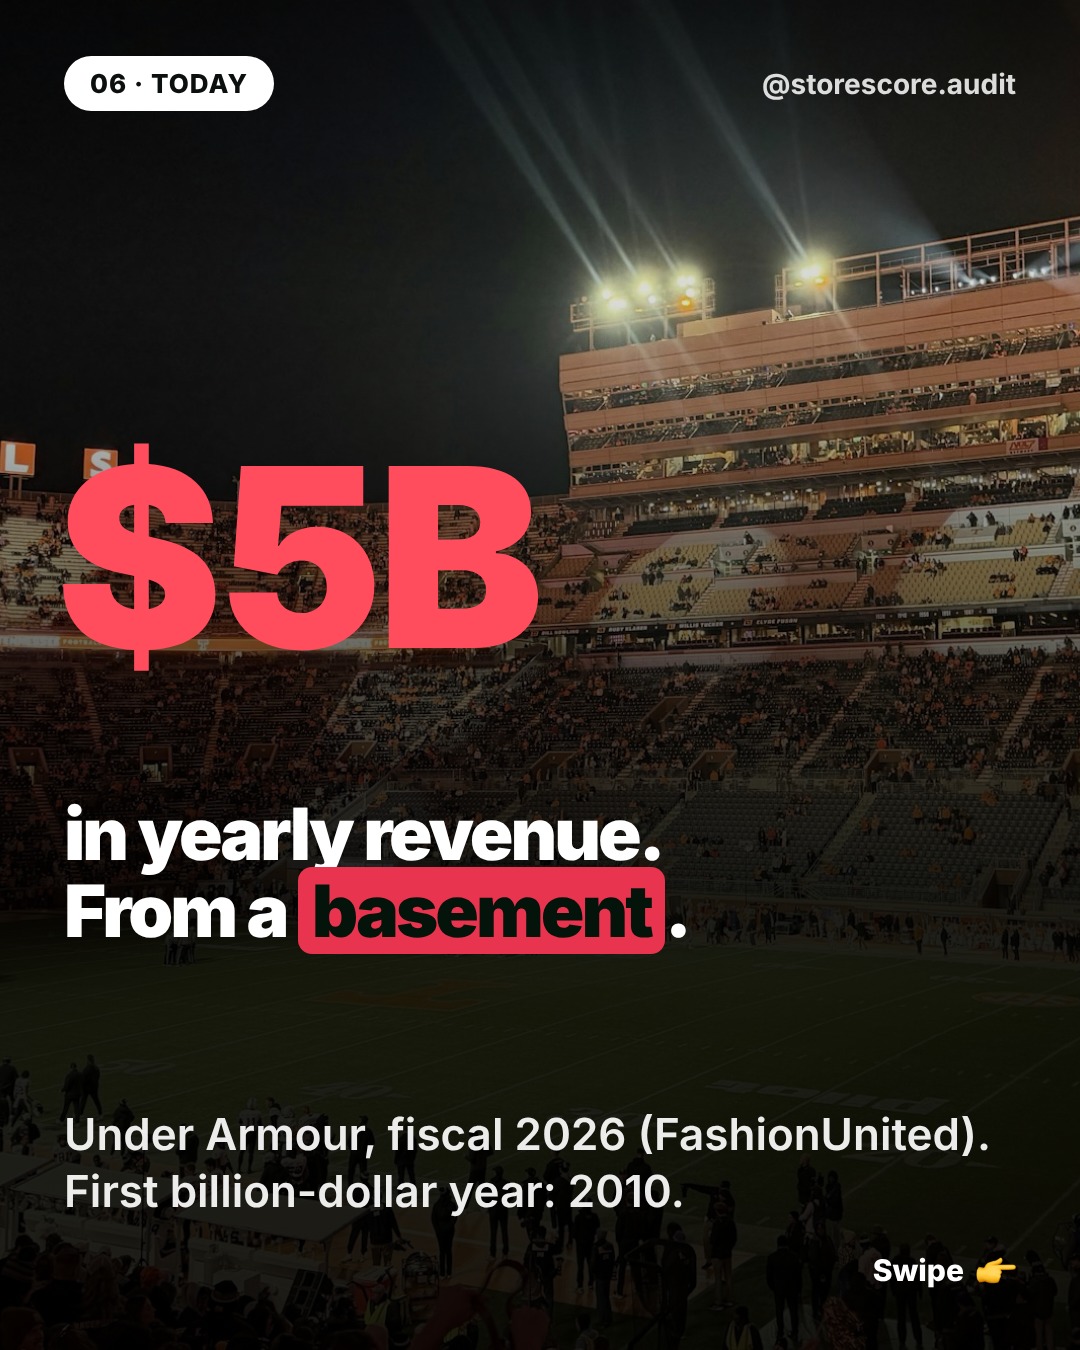 06 · TODAY
@storescore.audit
L S
$5B
in yearly revenue.
From a basement.
Under Armour, fiscal 2026 (FashionUnited).
First billion-dollar year: 2010.
Swipe 👉